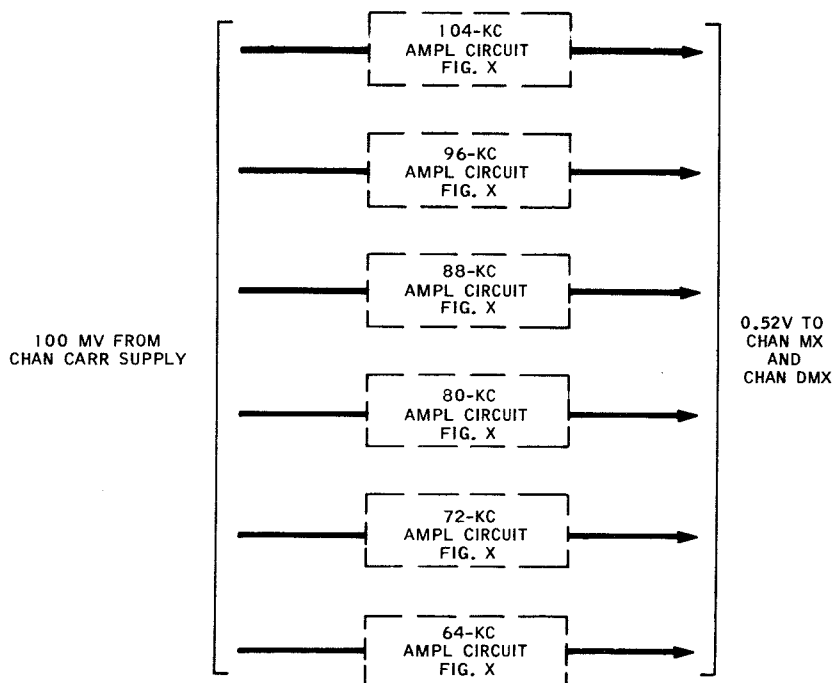 104-KC
AMPL CIRCUIT
FIG. X
96-KC
AMPL CIRCUIT
FIG. X
88-KC
AMPL CIRCUIT
FIG. X
100 MV FROM
CHAN CARR SUPPLY
0.52V TO
CHAN MX
AND
CHAN DMX
80-KC
AMPL CIRCUIT
FIG. X
72-KC
AMPL CIRCUIT
FIG. X
64-KC
AMPL CIRCUIT
FIG. X